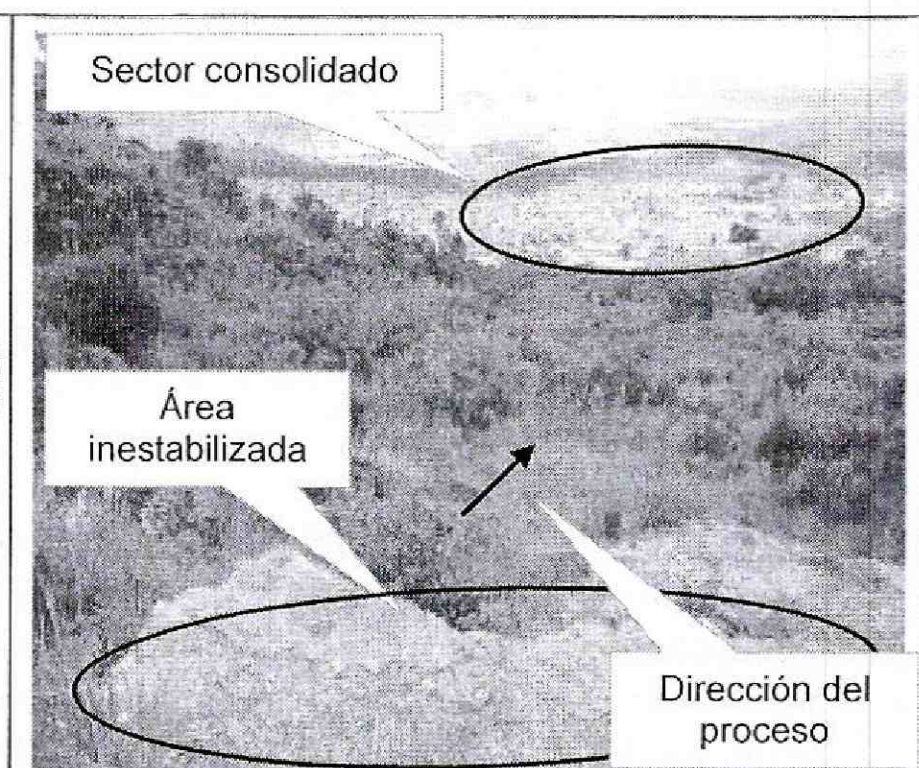 Sector consolidado
Área
inestabilizada
Dirección del
proceso